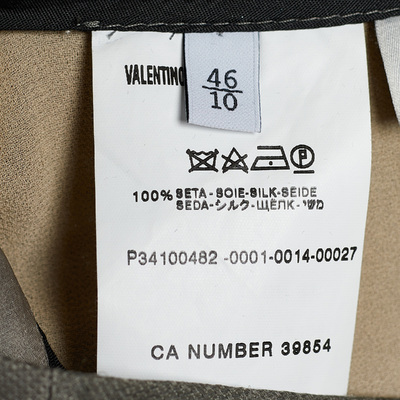 VALENTINO
46
10
P
100% SETA-SOIE-SILK-SEIDE
SEDA-シルク-ЩЁЛК-משי
P34100482 -0001-0014-00027
CA NUMBER 39854